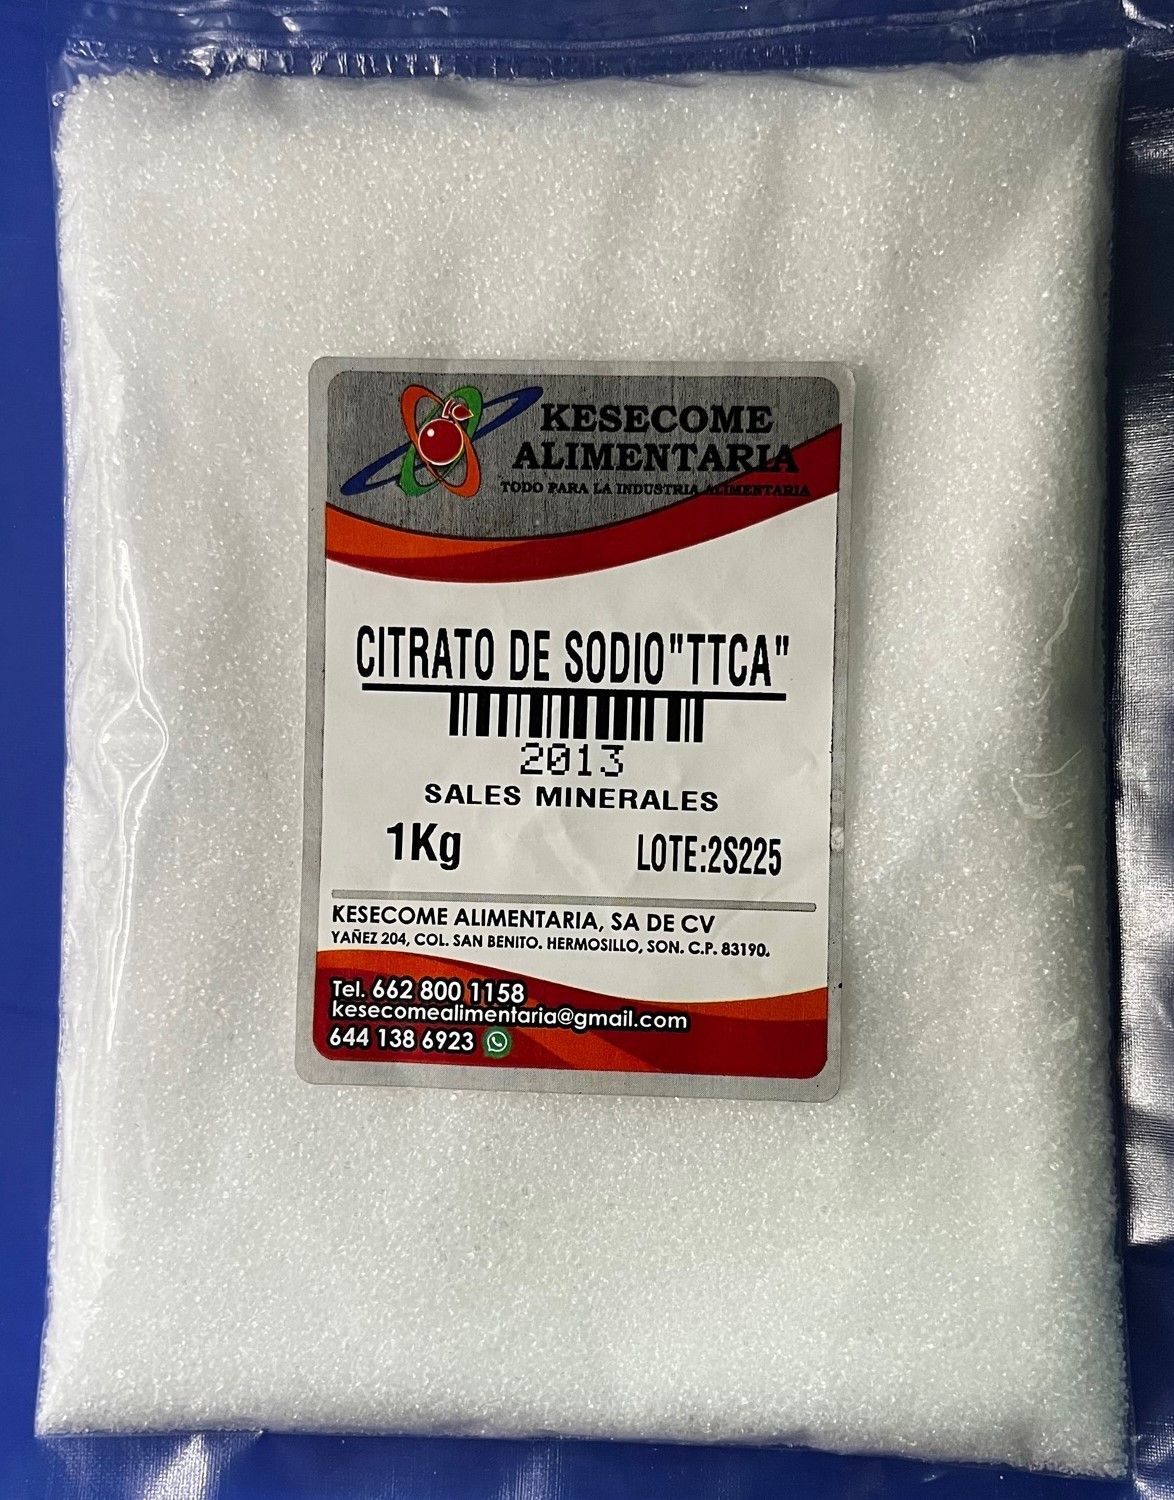 KESECOME
ALIMENTARIA
TODO PARA LA INDUSTRIA ALIMENTARIA
CITRATO DE SODIO"TTCA"
2013
SALES MINERALES
1Kg LOTE:2S225
KESECOME ALIMENTARIA, SA DE CV
YAÑEZ 204, COL. SAN BENITO. HERMOSILLO, SON. C.P. 83190.
Tel. 662 800 1158
kesecomealimentaria@gmail.com
644 138 6923